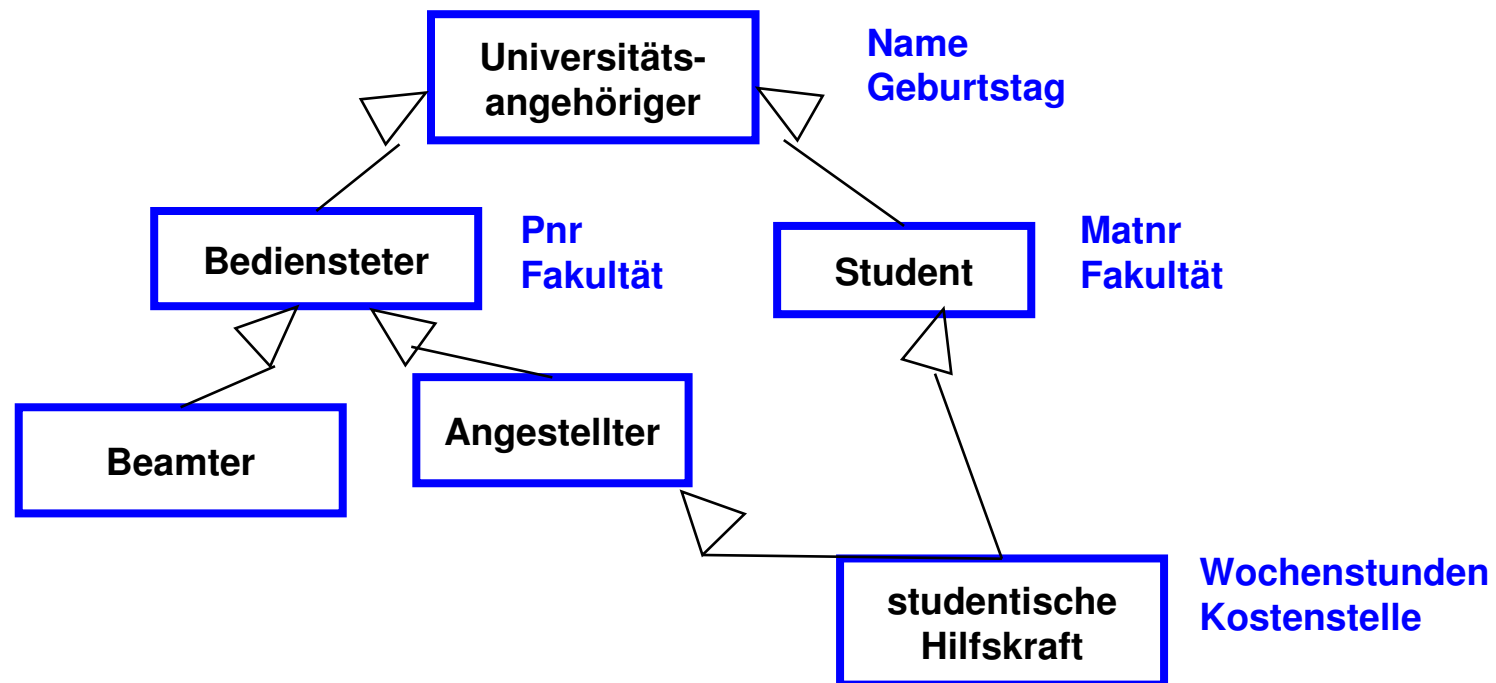 Universitäts-
angehöriger
Name
Geburtstag
Bediensteter
Pnr
Fakultät
Student
Matnr
Fakultät
Beamter
Angestellter
studentische
Hilfskraft
Wochenstunden
Kostenstelle